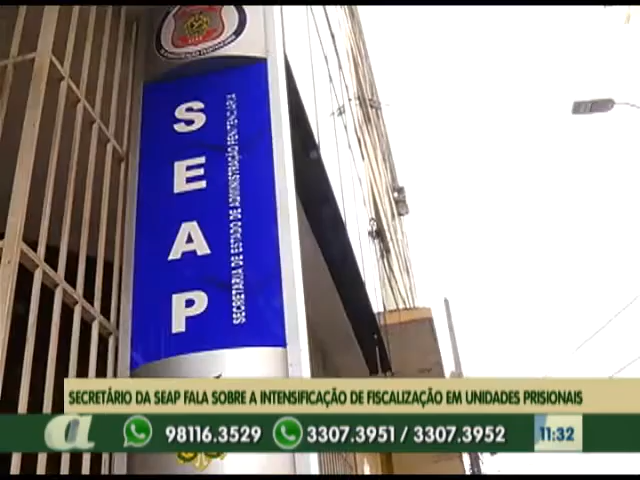 SEAP
SECRETARIA DE ESTADO DE ADMINISTRAÇÃO PENITENCIÁRIA
SECRETÁRIO DA SEAP FALA SOBRE A INTENSIFICAÇÃO DE FISCALIZAÇÃO EM UNIDADES PRISIONAIS
a 98116.3529 3307.3951 / 3307.3952 11:32